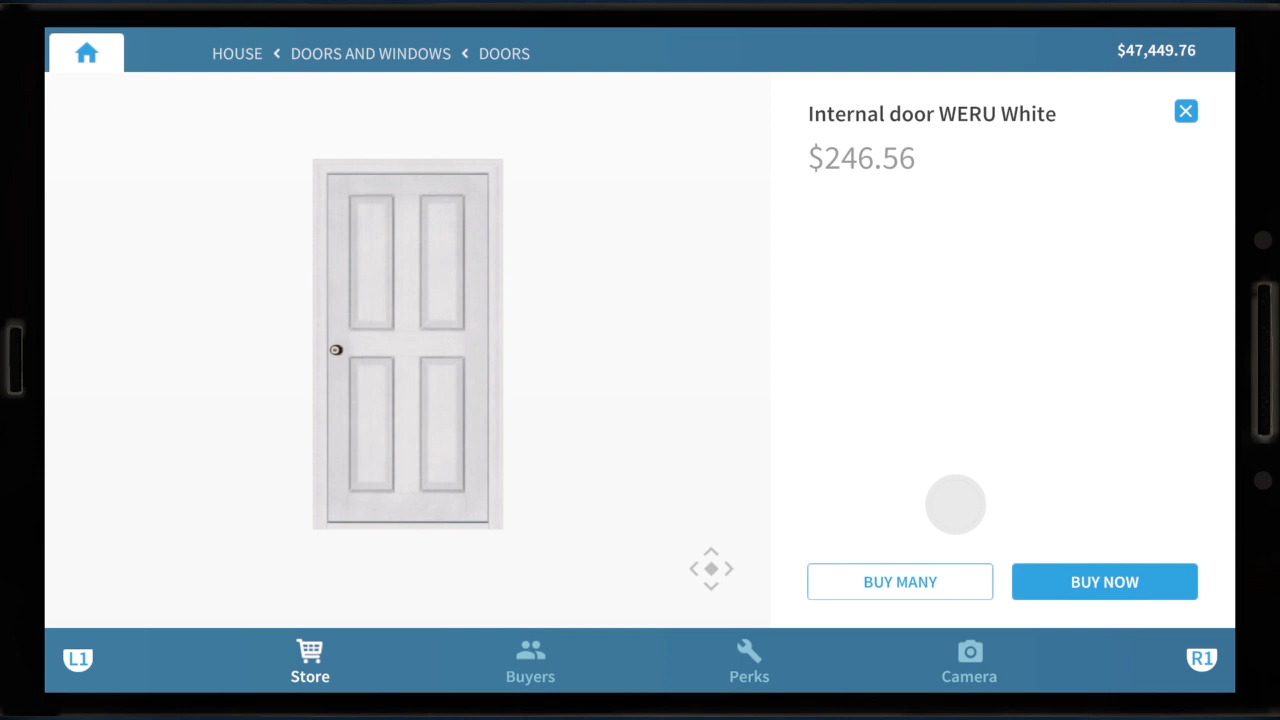 HOUSE < DOORS AND WINDOWS < DOORS
$47,449.76
Internal door WERU White
$246.56
BUY MANY
BUY NOW
L1
Store
Buyers
Perks
Camera
R1